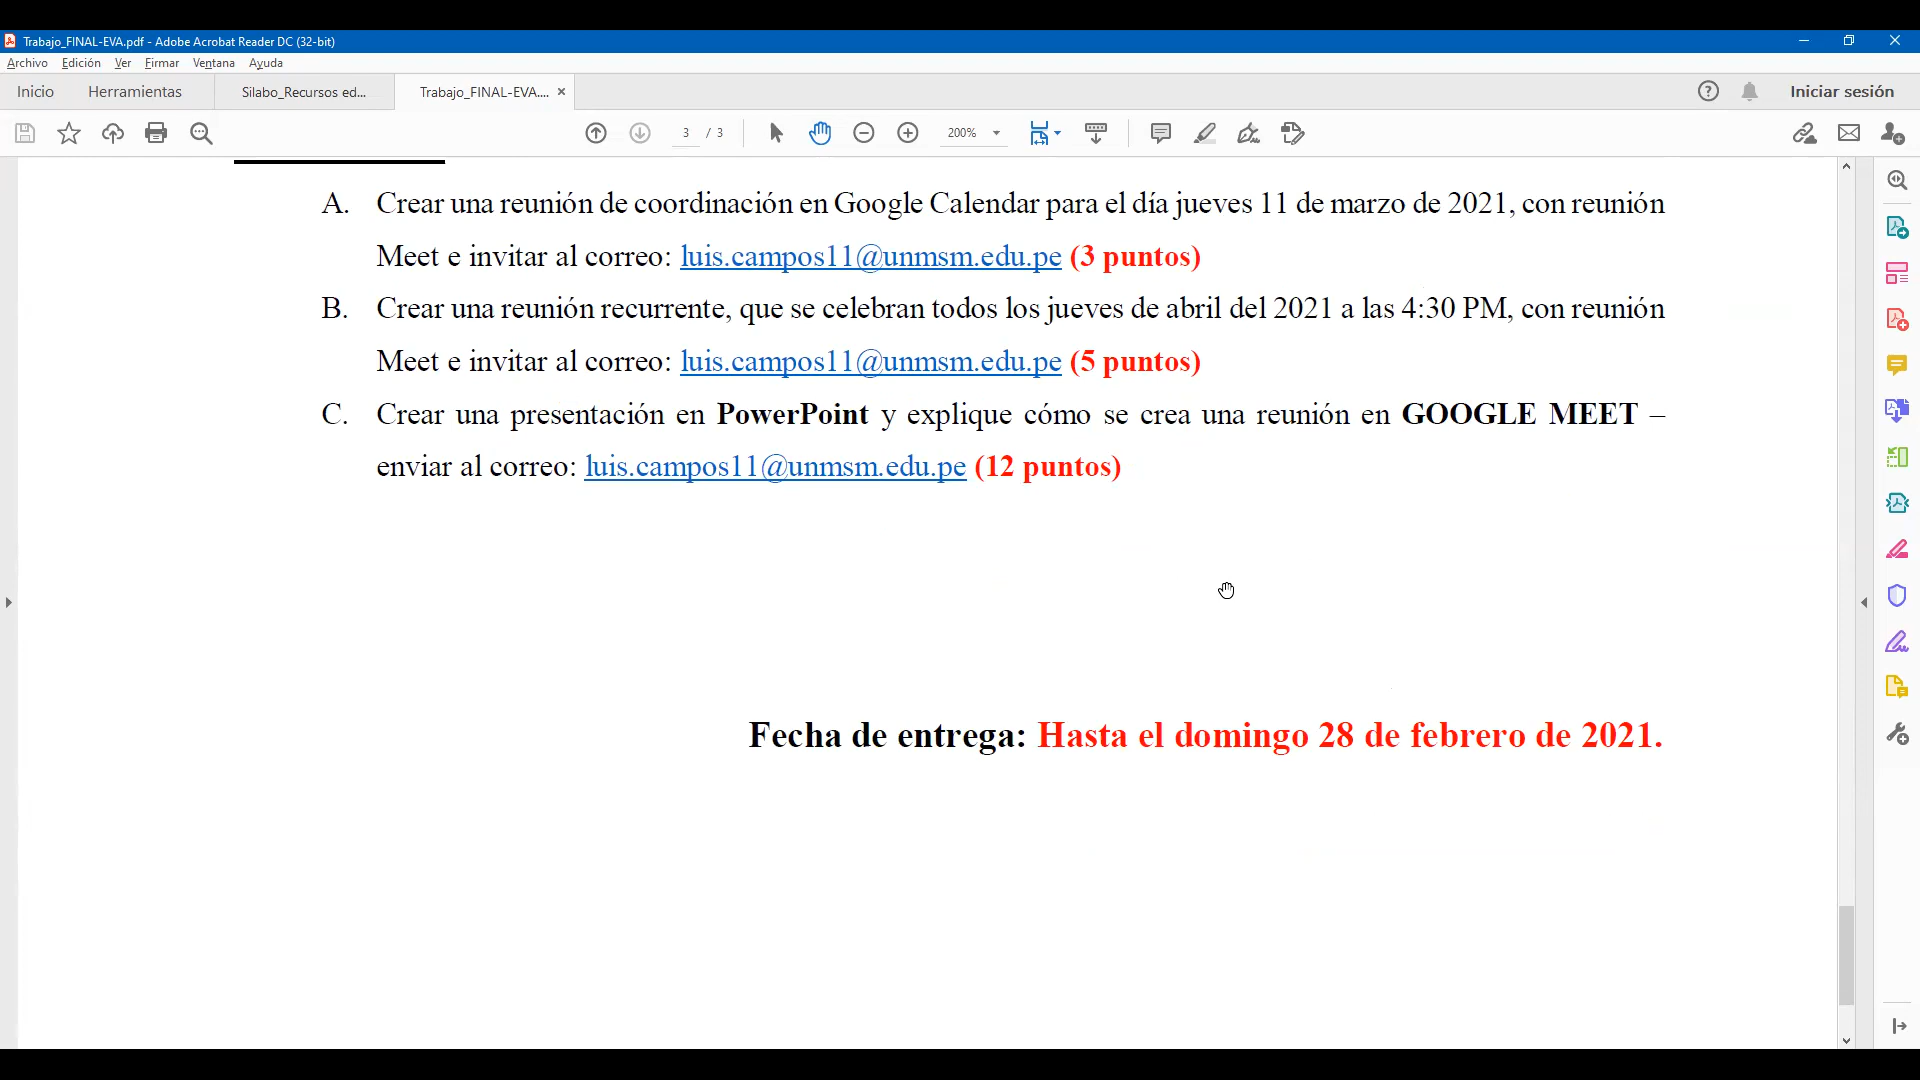 Trabajo_FINAL-EVA.pdf - Adobe Acrobat Reader DC (32-bit)
Archivo Edición Ver Firmar Ventana Ayuda
Inicio Herramientas Silabo_Recursos ed... Trabajo_FINAL-EVA.... × Iniciar sesión
3 / 3 200%
A. Crear una reunión de coordinación en Google Calendar para el día jueves 11 de marzo de 2021, con reunión
Meet e invitar al correo: luis.campos11@unmsm.edu.pe (3 puntos)
B. Crear una reunión recurrente, que se celebran todos los jueves de abril del 2021 a las 4:30 PM, con reunión
Meet e invitar al correo: luis.campos11@unmsm.edu.pe (5 puntos)
C. Crear una presentación en PowerPoint y explique cómo se crea una reunión en GOOGLE MEET –
enviar al correo: luis.campos11@unmsm.edu.pe (12 puntos)
Fecha de entrega: Hasta el domingo 28 de febrero de 2021.